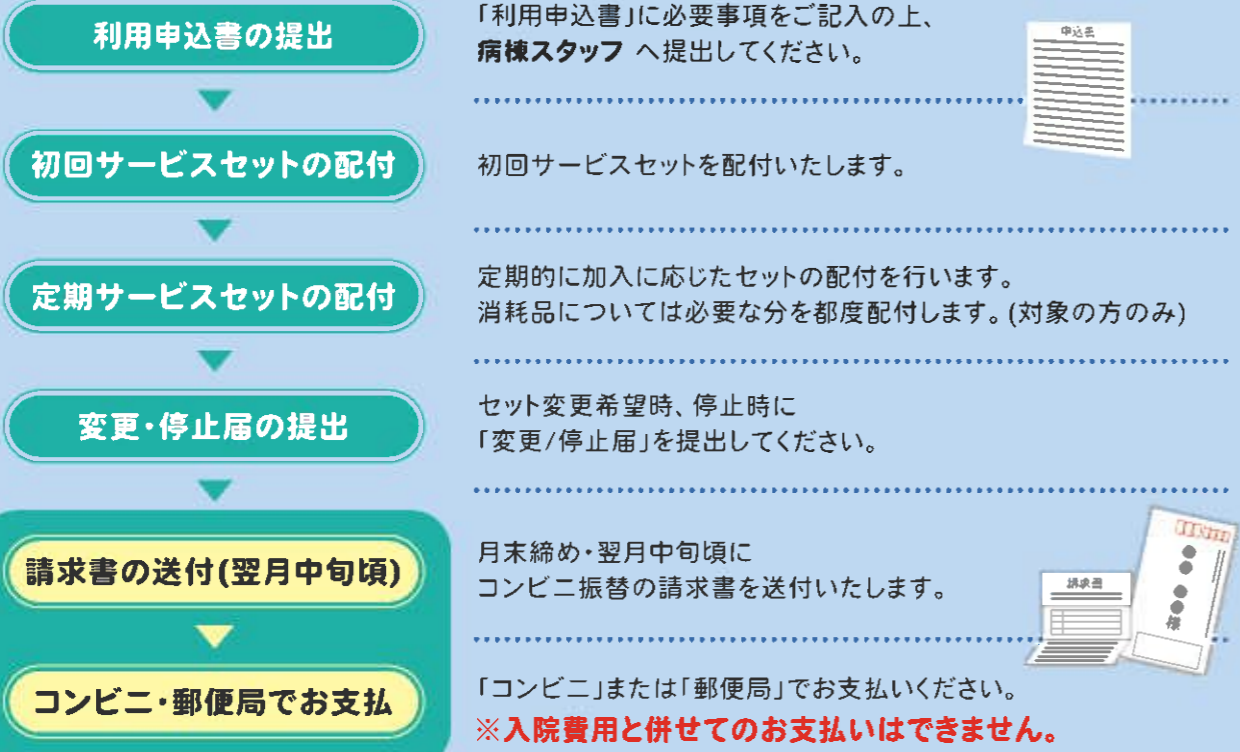 利用申込書の提出
「利用申込書」に必要事項をご記入の上、
病棟スタッフ へ提出してください。
申込書
初回サービスセットの配付
初回サービスセットを配付いたします。
定期サービスセットの配付
定期的に加入に応じたセットの配付を行います。
消耗品については必要な分を都度配付します。(対象の方のみ)
変更・停止届の提出
セット変更希望時、停止時に
「変更/停止届」を提出してください。
請求書の送付(翌月中旬頃)
月末締め・翌月中旬頃に
コンビニ振替の請求書を送付いたします。
請求書
●● ●●様
コンビニ・郵便局でお支払
「コンビニ」または「郵便局」でお支払いください。
※入院費用と併せてのお支払いはできません。